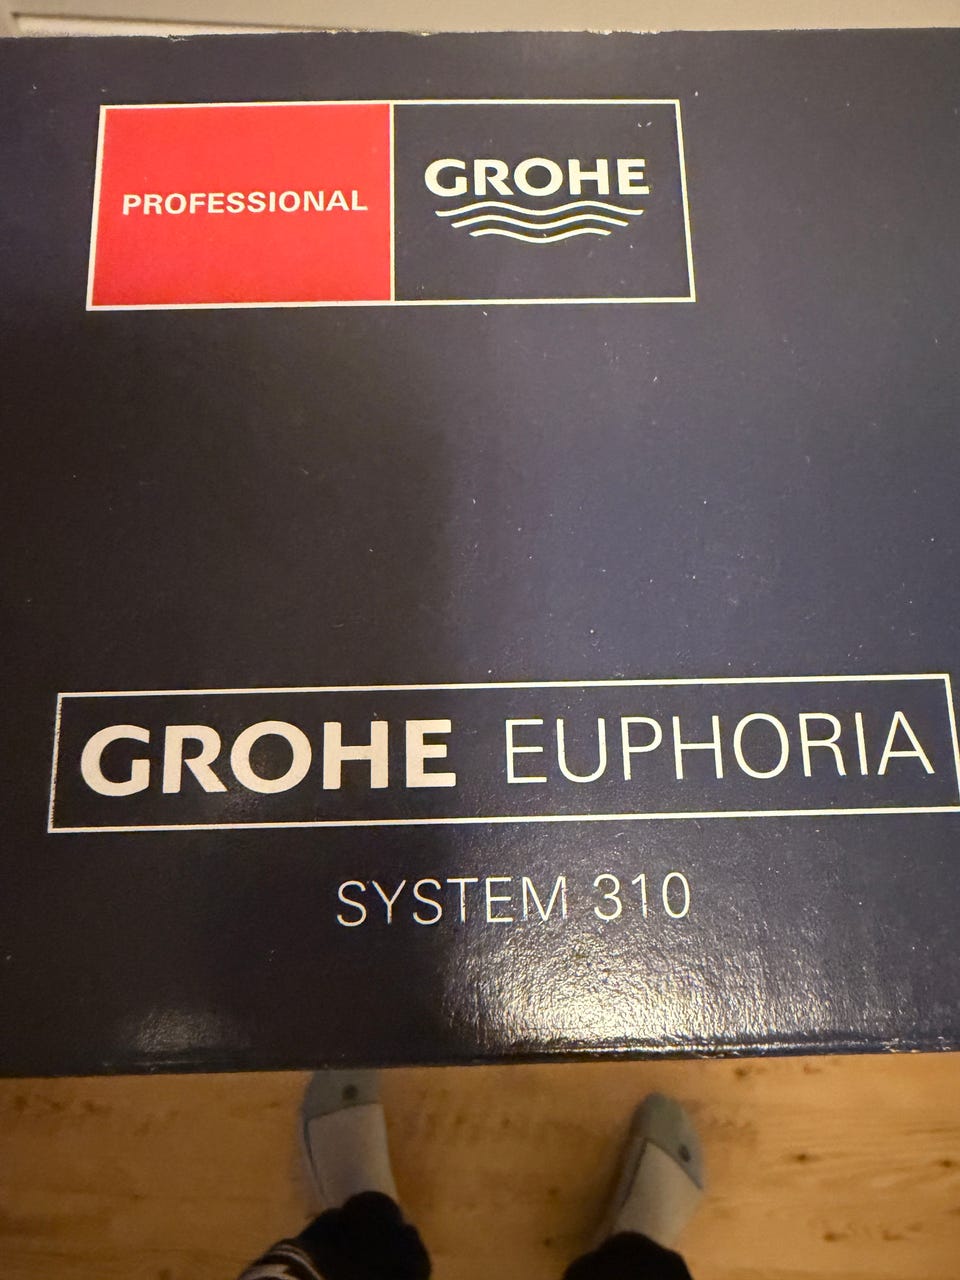 PROFESSIONAL
GROHE
GROHE EUPHORIA
SYSTEM 310